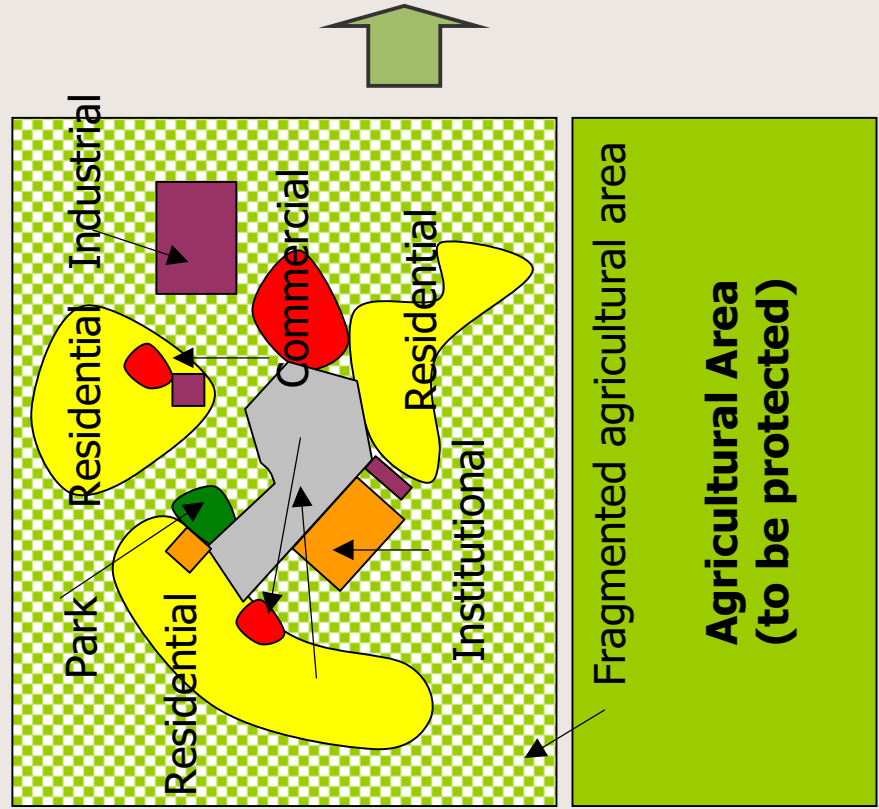 Industrial
Residential
Park
Commercial
Residential
Residential
Institutional
Fragmented agricultural area
Agricultural Area
(to be protected)